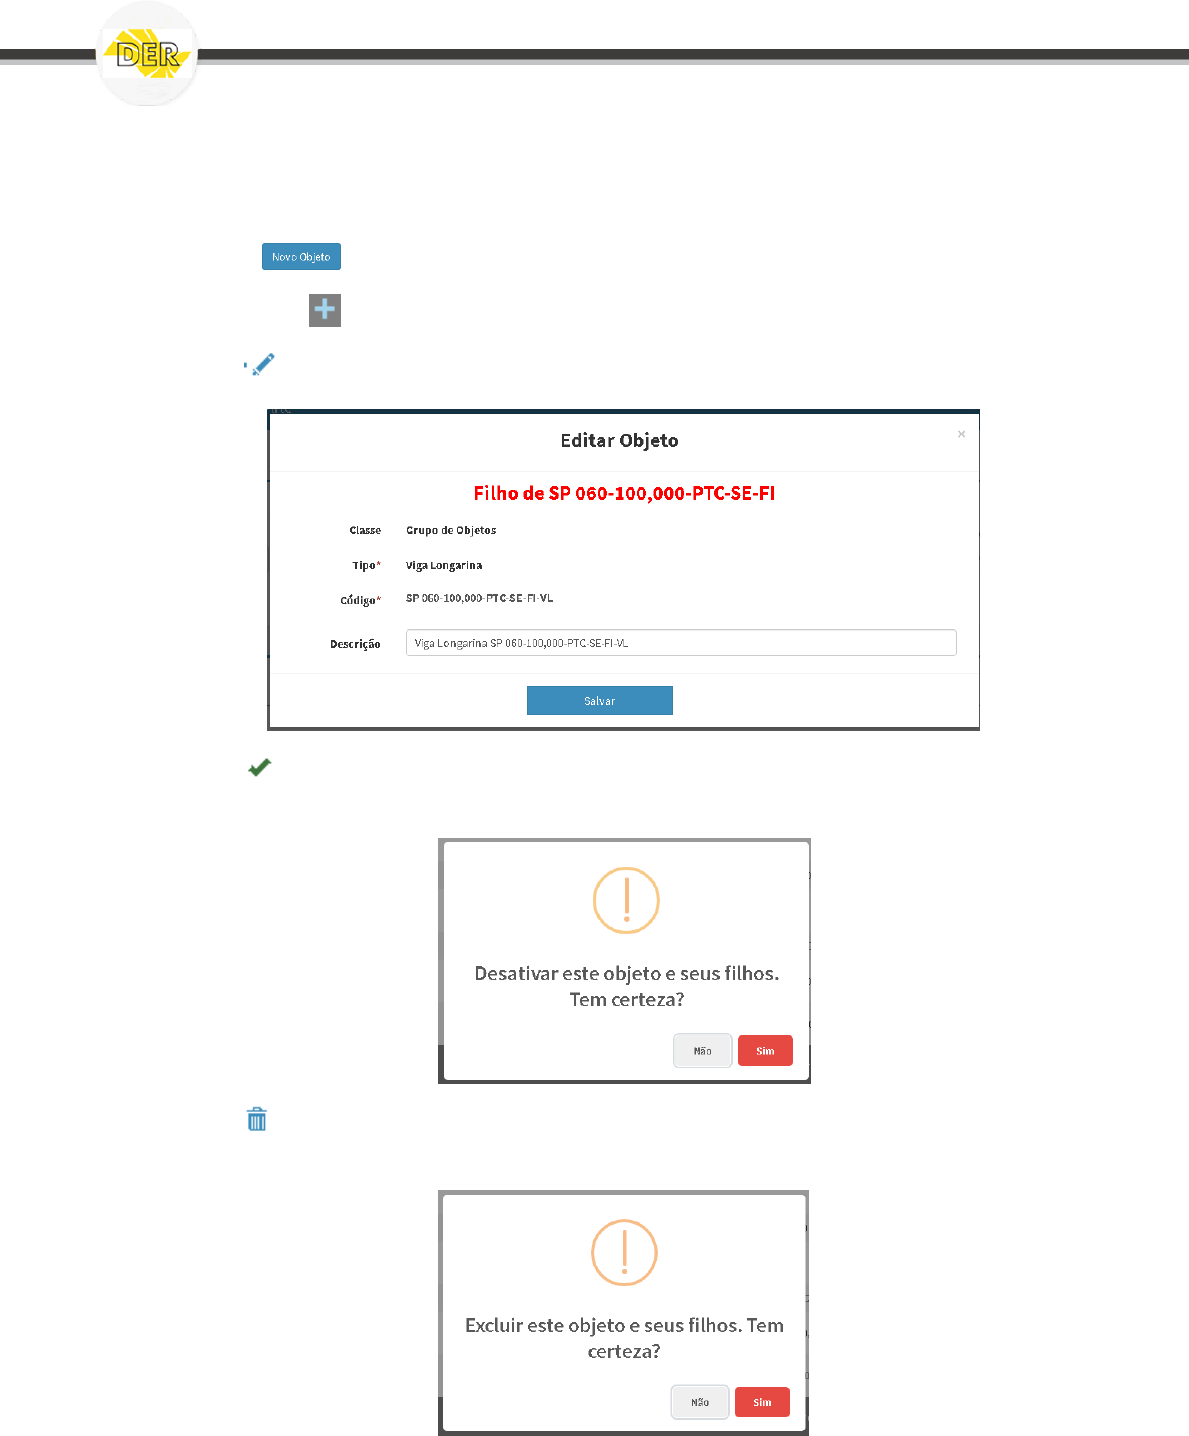 DER
Novo Objeto
Editar Objeto
×
Filho de SP 060-100,000-PTC-SE-FI
Classe Grupo de Objetos
Tipo* Viga Longarina
Código* SP 060-100,000-PTC-SE-FI-VL
Descrição Viga Longarina SP 060-100,000-PTC-SE-FI-VL
Salvar
Desativar este objeto e seus filhos.
Tem certeza?
Não Sim
Excluir este objeto e seus filhos. Tem
certeza?
Não Sim